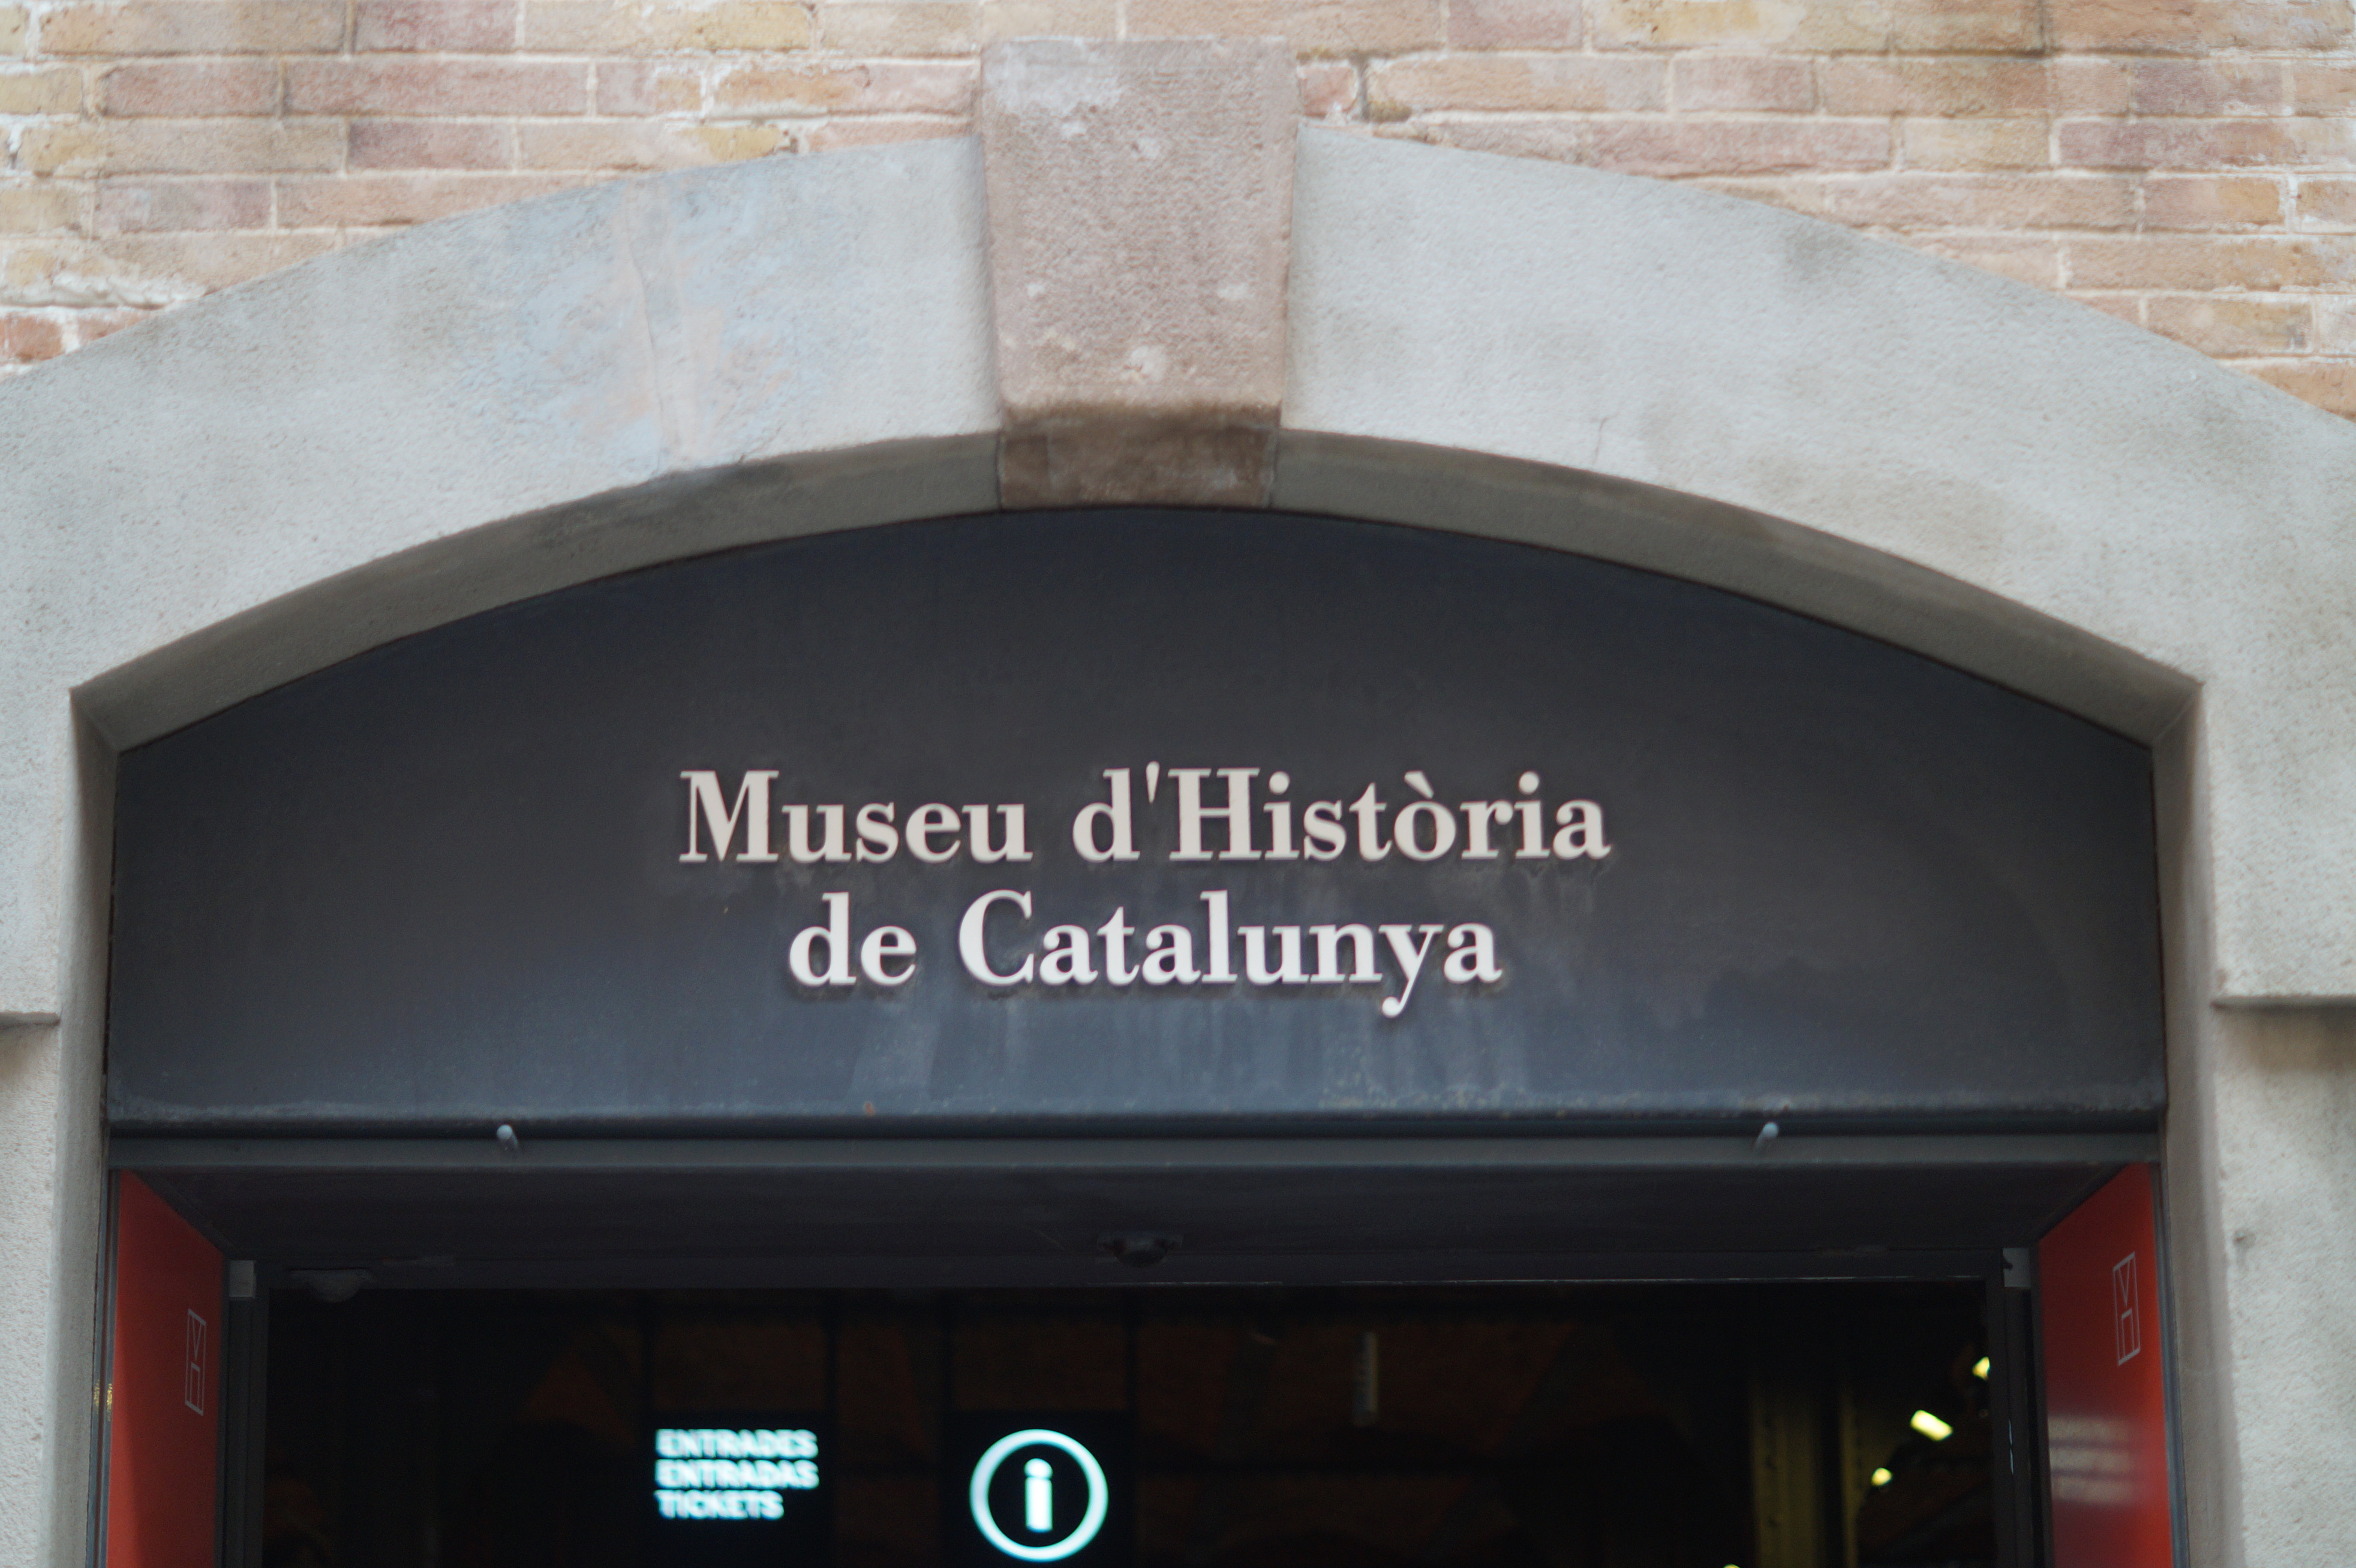 Museu d'Història
de Catalunya
ENTRADES
ENTRADAS
TICKETS
i